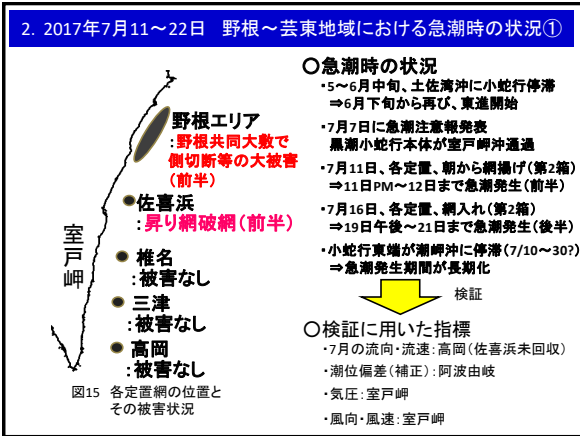 2. 2017年7月11～22日　野根～芸東地域における急潮時の状況①
野根エリア
:野根共同大敷で
側切断等の大被害
(前半)
佐喜浜
:昇り網破網(前半)
椎名
:被害なし
三津
:被害なし
高岡
:被害なし
室戸岬
図15　各定置網の位置と
その被害状況
○急潮時の状況
・5～6月中旬、土佐湾沖に小蛇行停滞
⇒6月下旬から再び、東進開始
・7月7日に急潮注意報発表
黒潮小蛇行本体が室戸岬沖通過
・7月11日、各定置、朝から網揚げ(第2箱)
⇒11日PM～12日まで急潮発生(前半)
・7月16日、各定置、網入れ(第2箱)
⇒19日午後～21日まで急潮発生(後半)
・小蛇行東端が潮岬沖に停滞(7/10～30?)
⇒急潮発生期間が長期化
検証
○検証に用いた指標
・7月の流向・流速:高岡(佐喜浜未回収)
・潮位偏差(補正):阿波由岐
・気圧:室戸岬
・風向・風速:室戸岬